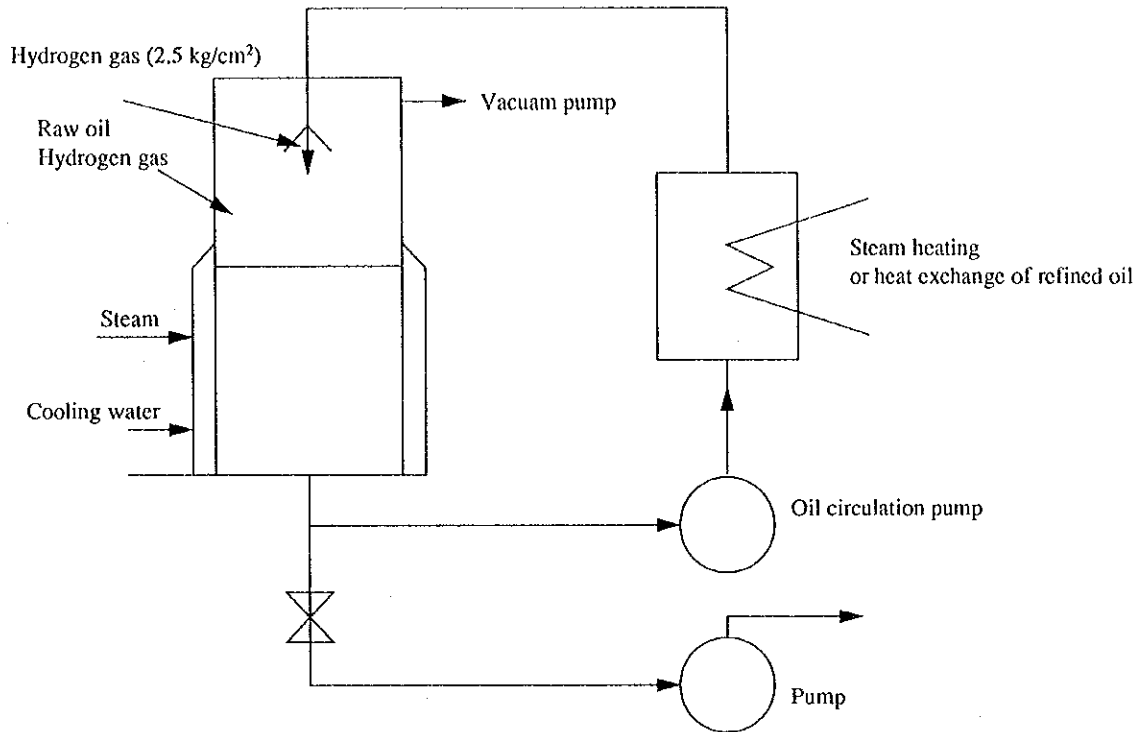 Hydrogen gas (2.5 kg/cm²)
Vacuam pump
Raw oil
Hydrogen gas
Steam heating
or heat exchange of refined oil
Steam
Cooling water
Oil circulation pump
Pump